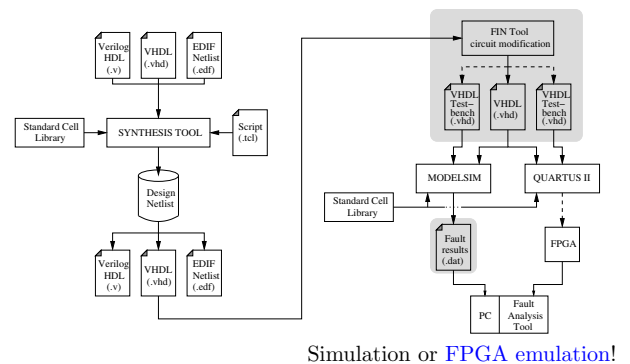 Verilog
HDL
(.v)
VHDL
(.vhd)
EDIF
Netlist
(.edf)
Standard Cell
Library
SYNTHESIS TOOL
Script
(.tcl)
Design
Netlist
Verilog
HDL
(.v)
VHDL
(.vhd)
EDIF
Netlist
(.edf)
FIN Tool
circuit modification
VHDL
Test-
bench
(.vhd)
VHDL
(.vhd)
VHDL
Test-
bench
(.vhd)
MODELSIM
QUARTUS II
Standard Cell
Library
Fault
results
(.dat)
FPGA
PC
Fault
Analysis
Tool
Simulation or FPGA emulation!